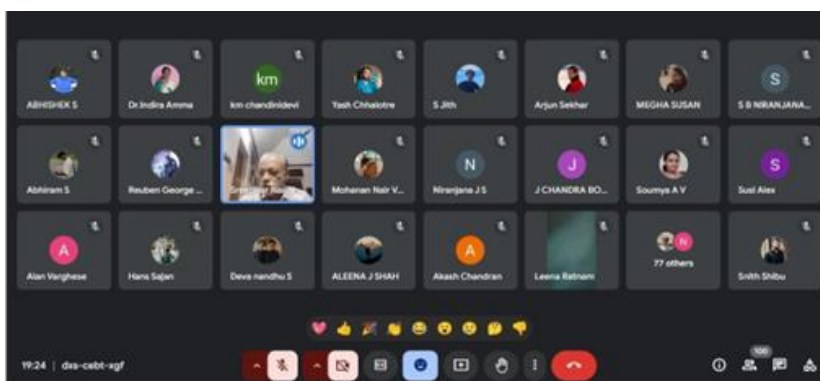 ABHISHEK S
Dr.Indira Amma
km
km chandinidevi
Yash Chhalotre
S Jith
Arjun Sekhar
MEGHA SUSAN
S
S B NIRANJANA...
Abhiram S
Reuben George ...
Mohanan Nair V...
N
Niranjana J S
J
J CHANDRA BO...
Soumya A V
S
Susi Alex
A
Alan Varghese
Hans Sajan
Deva nandhu S
ALEENA J SHAH
A
Akash Chandran
Leena Ratnam
N
77 others
Snith Shibu
100
19:24 | dxs-cebt-xgf